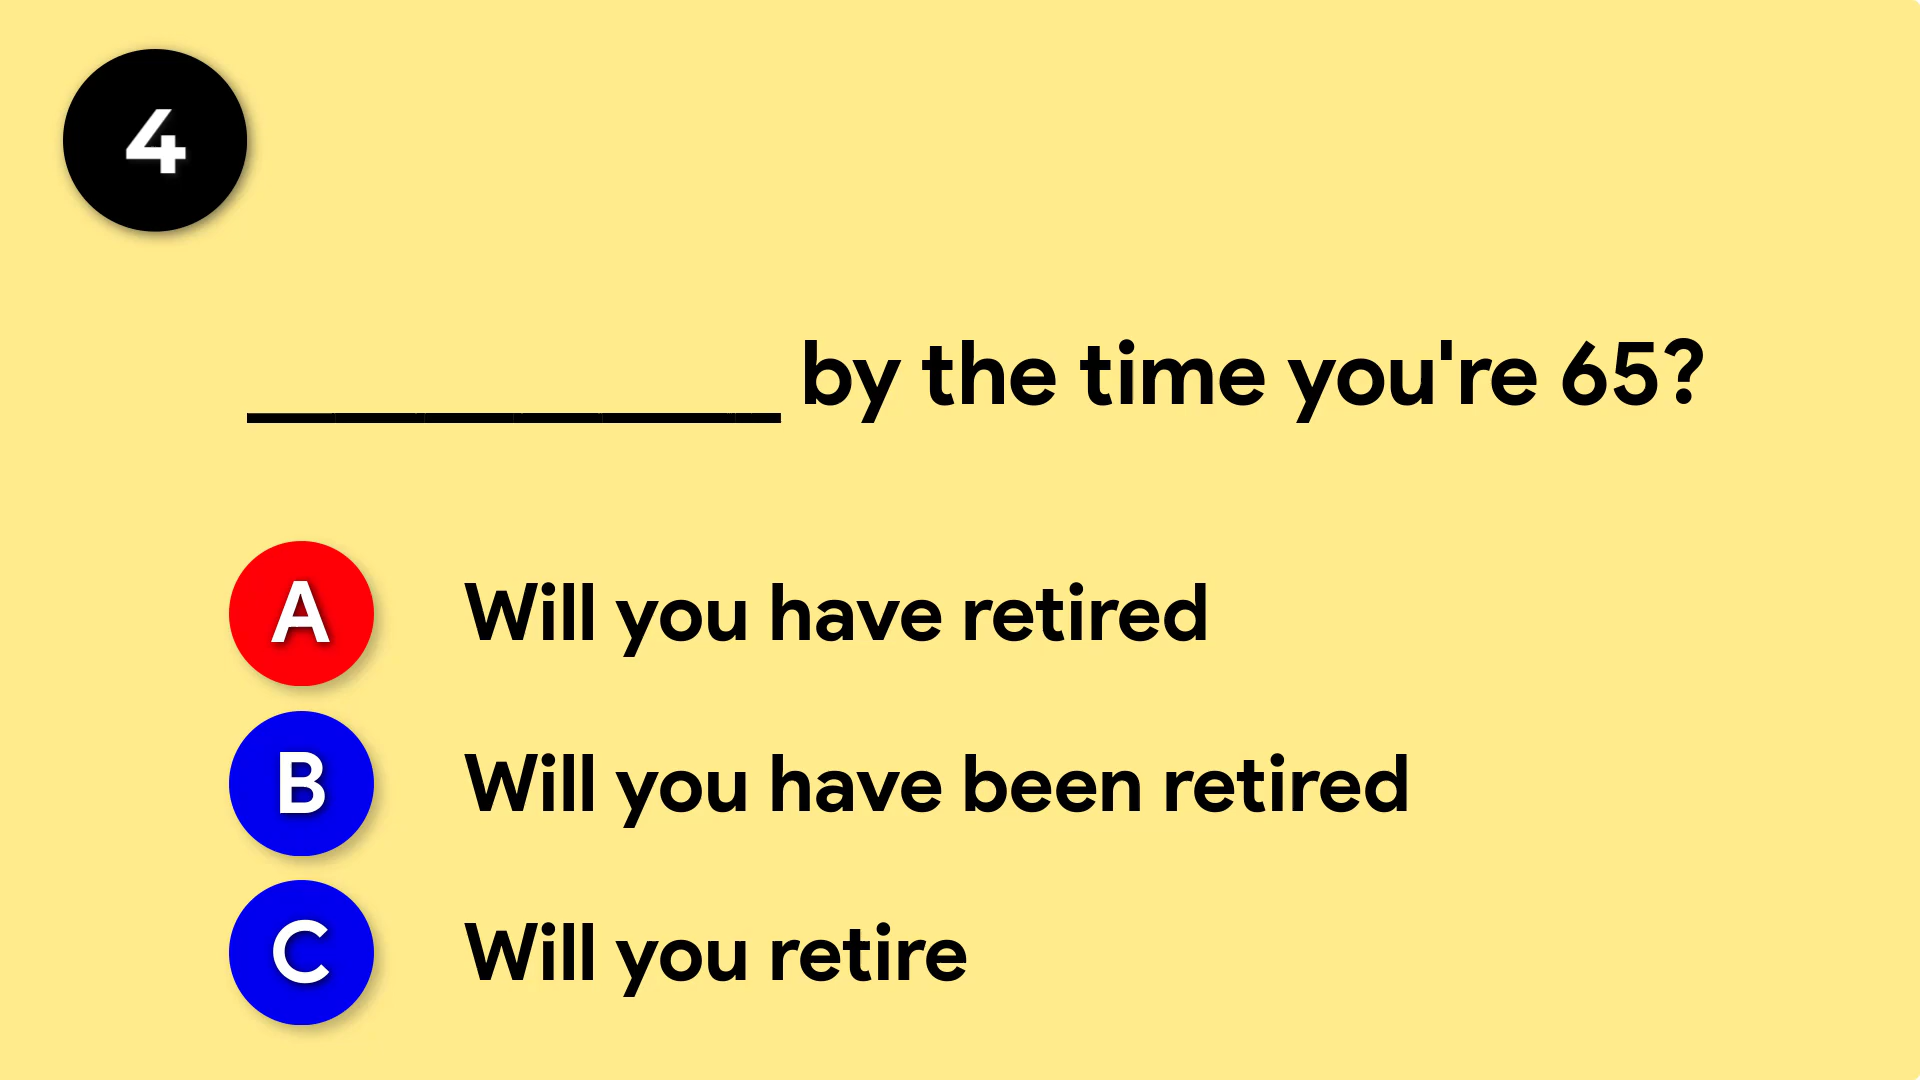 4
____________ by the time you're 65?
A Will you have retired
B Will you have been retired
C Will you retire